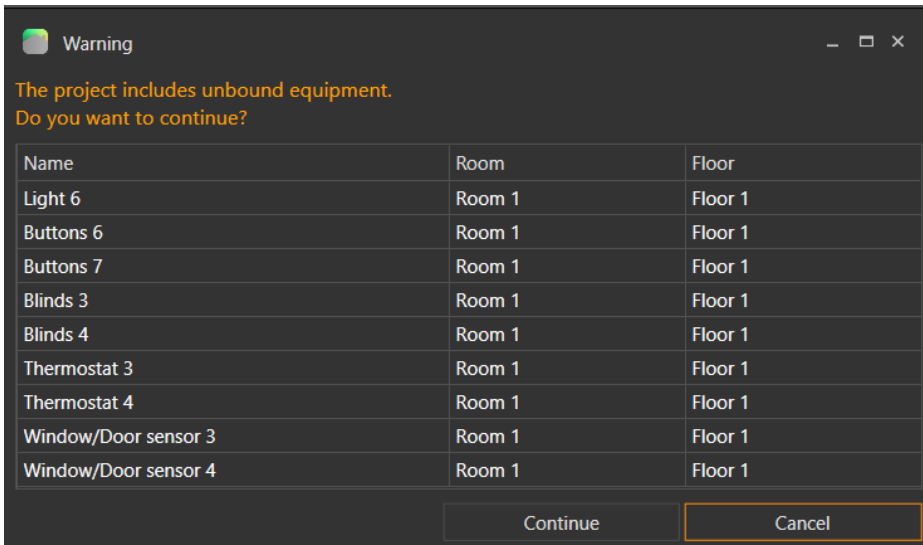 Warning
The project includes unbound equipment.
Do you want to continue?
Name Room Floor
Light 6 Room 1 Floor 1
Buttons 6 Room 1 Floor 1
Buttons 7 Room 1 Floor 1
Blinds 3 Room 1 Floor 1
Blinds 4 Room 1 Floor 1
Thermostat 3 Room 1 Floor 1
Thermostat 4 Room 1 Floor 1
Window/Door sensor 3 Room 1 Floor 1
Window/Door sensor 4 Room 1 Floor 1
Continue Cancel